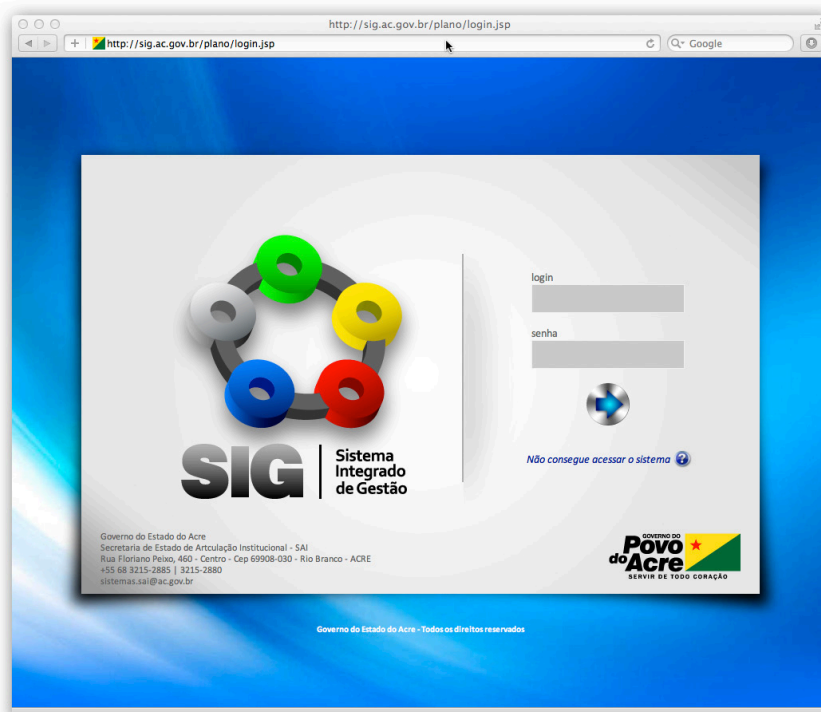 http://sig.ac.gov.br/plano/login.jsp
http://sig.ac.gov.br/plano/login.jsp
Google
login
senha
Não consegue acessar o sistema ?
SIG
Sistema
Integrado
de Gestão
Governo do Estado do Acre
Secretaria de Estado de Artculação Institucional - SAI
Rua Floriano Peixo, 460 - Centro - Cep 69908-030 - Rio Branco - ACRE
+55 68 3215-2885 | 3215-2880
sistemas.sai@ac.gov.br
GOVERNO DO
Povo
do Acre
SERVIR DE TODO CORAÇÃO
Governo do Estado do Acre - Todos os direitos reservados